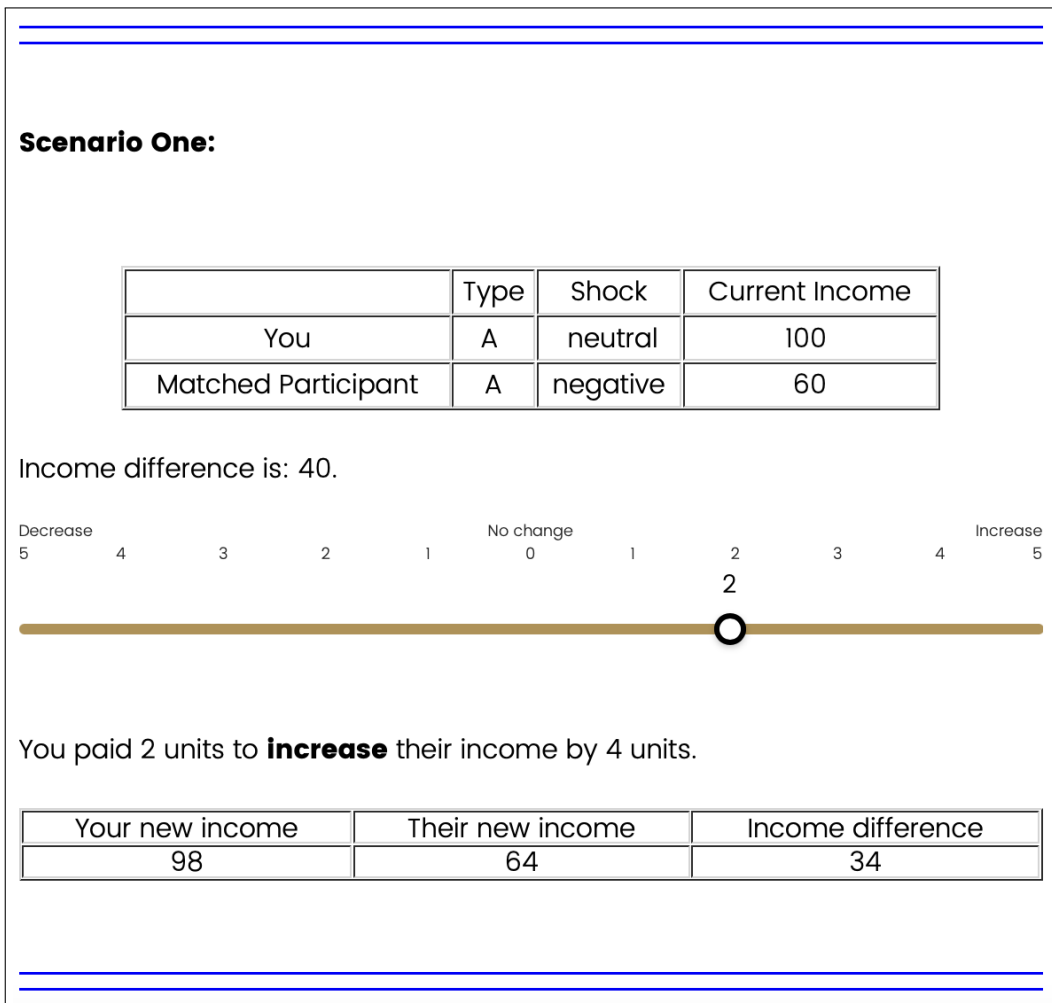 Scenario One:
Type Shock Current Income
You A neutral 100
Matched Participant A negative 60
Income difference is: 40.
Decrease No change Increase
5 4 3 2 1 0 1 2 3 4 5
2
You paid 2 units to increase their income by 4 units.
Your new income Their new income Income difference
98 64 34